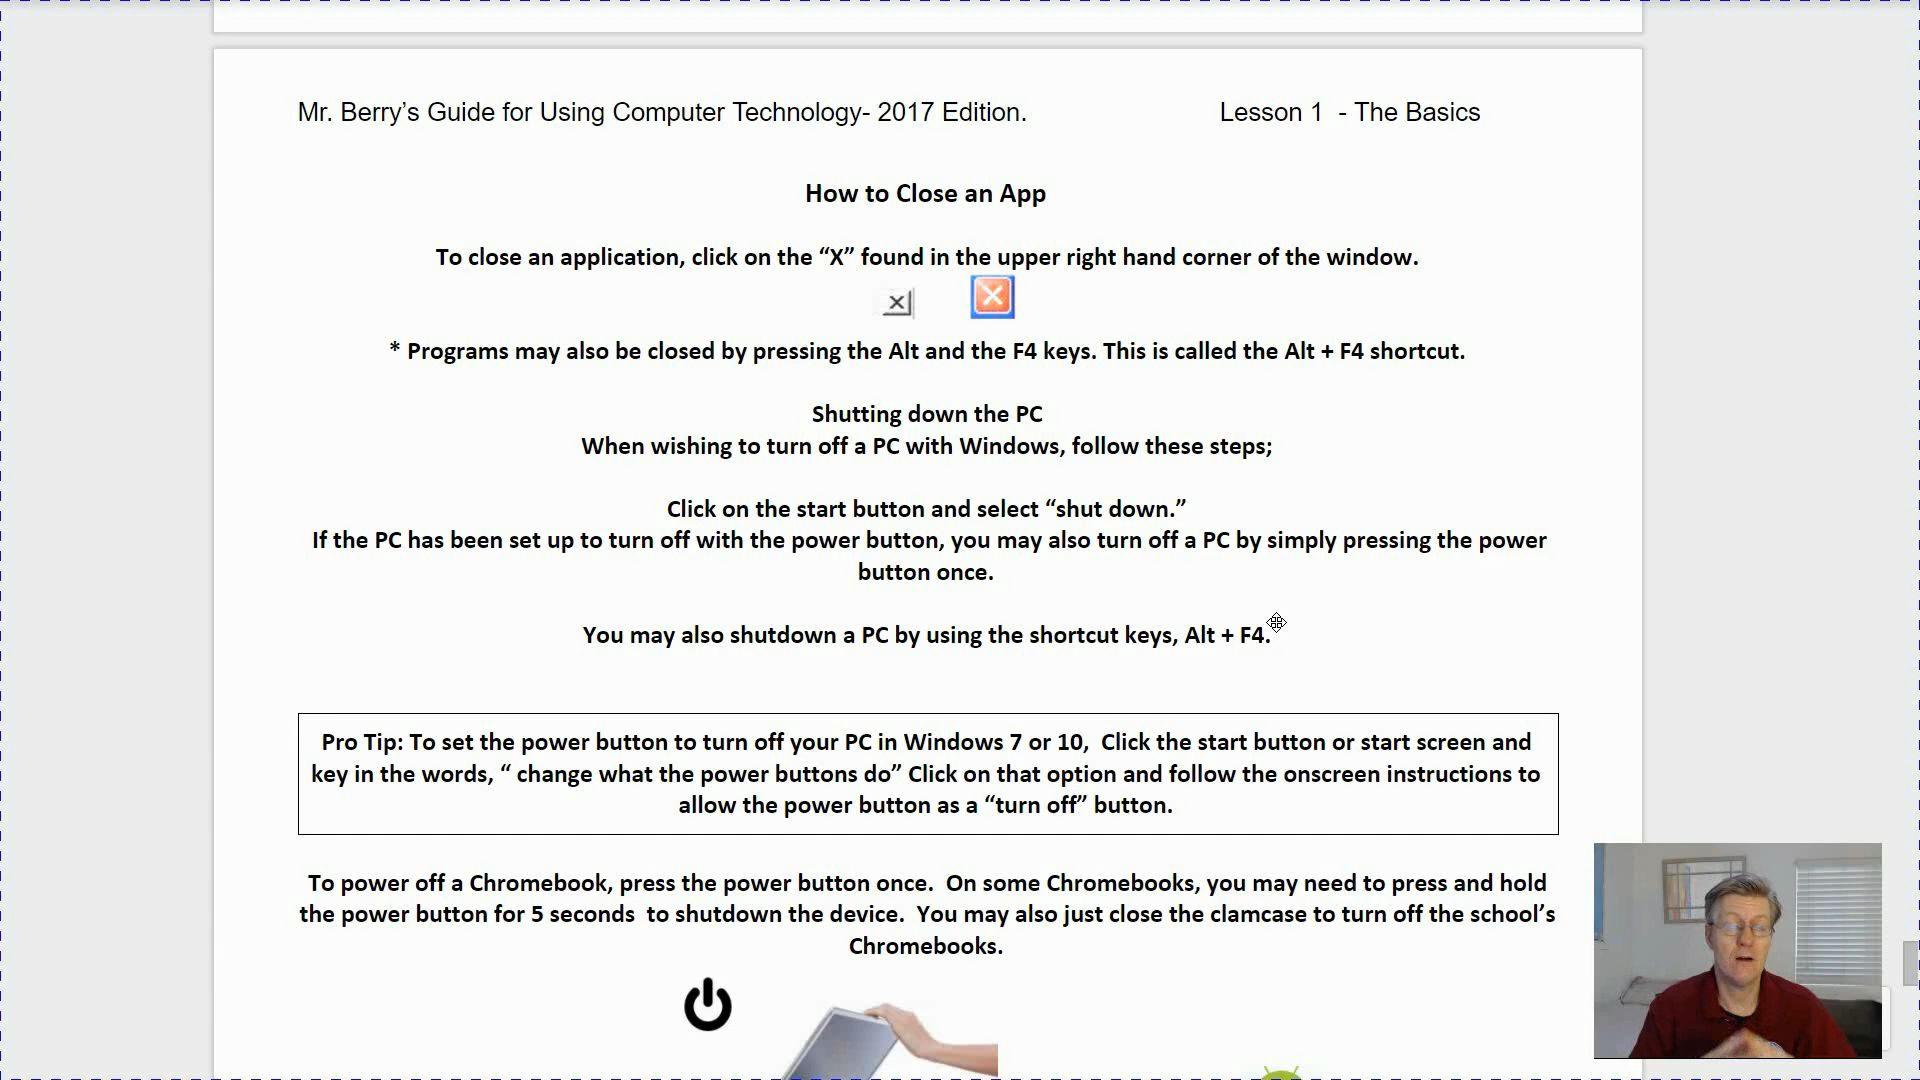 Mr. Berry’s Guide for Using Computer Technology- 2017 Edition. Lesson 1  - The Basics
How to Close an App
To close an application, click on the “X” found in the upper right hand corner of the window.
* Programs may also be closed by pressing the Alt and the F4 keys. This is called the Alt + F4 shortcut.
Shutting down the PC
When wishing to turn off a PC with Windows, follow these steps;
Click on the start button and select “shut down.”
If the PC has been set up to turn off with the power button, you may also turn off a PC by simply pressing the power
button once.
You may also shutdown a PC by using the shortcut keys, Alt + F4.
Pro Tip: To set the power button to turn off your PC in Windows 7 or 10,  Click the start button or start screen and
key in the words, “ change what the power buttons do” Click on that option and follow the onscreen instructions to
allow the power button as a “turn off” button.
To power off a Chromebook, press the power button once.  On some Chromebooks, you may need to press and hold
the power button for 5 seconds  to shutdown the device.  You may also just close the clamcase to turn off the school’s
Chromebooks.